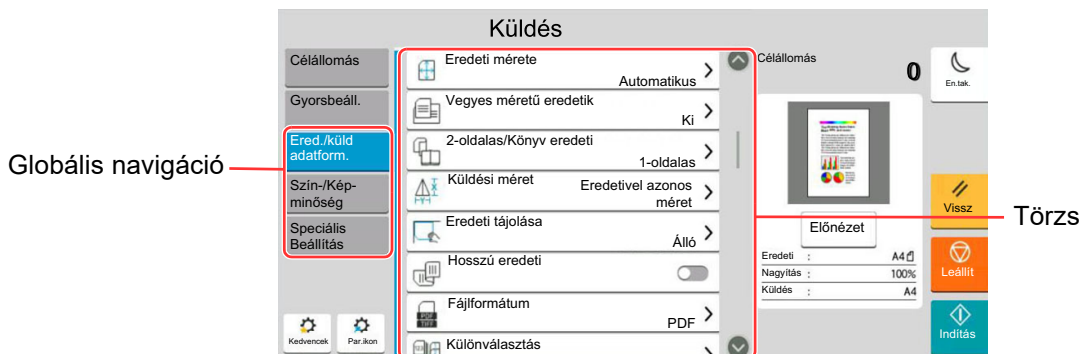 Küldés
Globális navigáció
Célállomás
Gyorsbeáll.
Ered./küld
adatform.
Szín-/Kép-
minőség
Speciális
Beállítás
Kedvencek
Par.ikon
Eredeti mérete
Automatikus
Vegyes méretű eredetik
Ki
2-oldalas/Könyv eredeti
1-oldalas
Küldési méret
Eredetivel azonos
méret
Eredeti tájolása
Álló
Hosszú eredeti
Fájlformátum
PDF
TIFF
PDF
Különválasztás
Célállomás
0
Előnézet
Eredeti : A4
Nagyítás : 100%
Küldés : A4
En.tak.
Vissz
Leállít
Indítás
Törzs